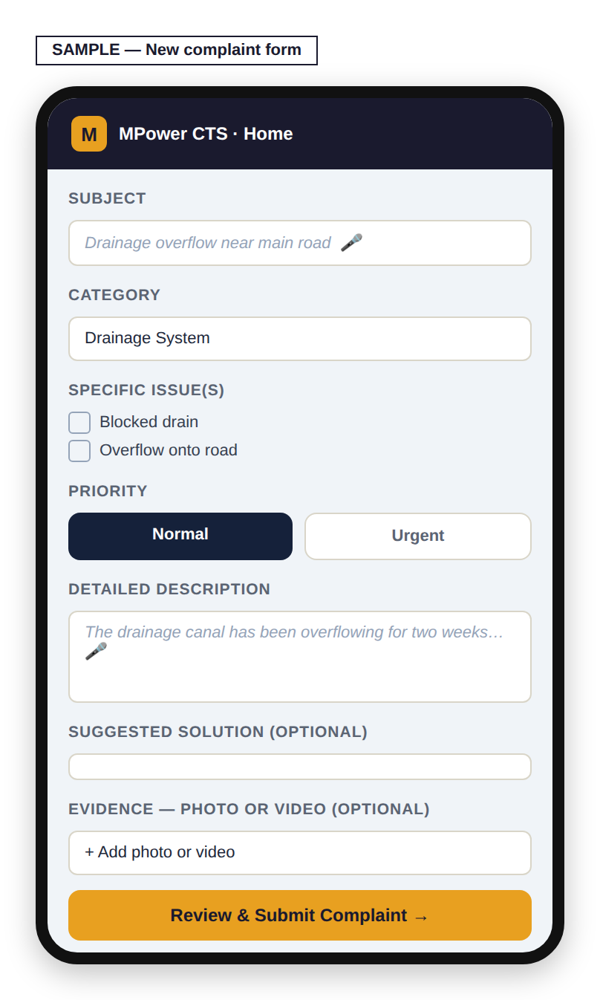 SAMPLE — New complaint form
M
MPower CTS · Home
SUBJECT
Drainage overflow near main road 🎤
CATEGORY
Drainage System
SPECIFIC ISSUE(S)
Blocked drain
Overflow onto road
PRIORITY
Normal
Urgent
DETAILED DESCRIPTION
The drainage canal has been overflowing for two weeks…
🎤
SUGGESTED SOLUTION (OPTIONAL)
EVIDENCE — PHOTO OR VIDEO (OPTIONAL)
+ Add photo or video
Review & Submit Complaint →